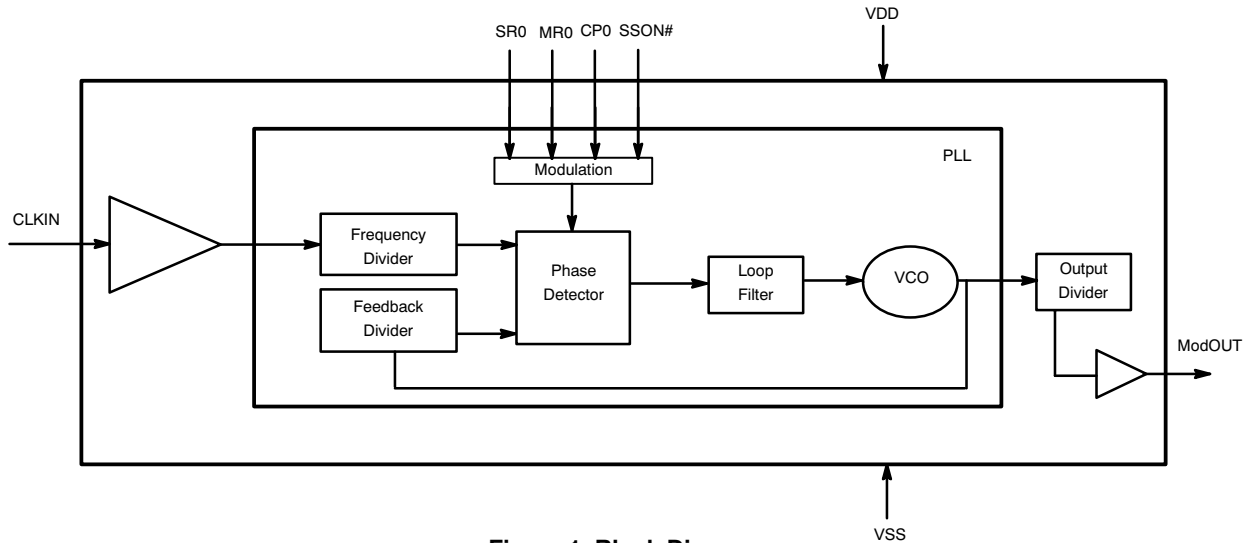 VDD
SR0 MR0 CP0 SSON#
PLL
Modulation
CLKIN
Frequency
Divider
Phase
Detector
Loop
Filter
VCO
Output
Divider
Feedback
Divider
ModOUT
VSS